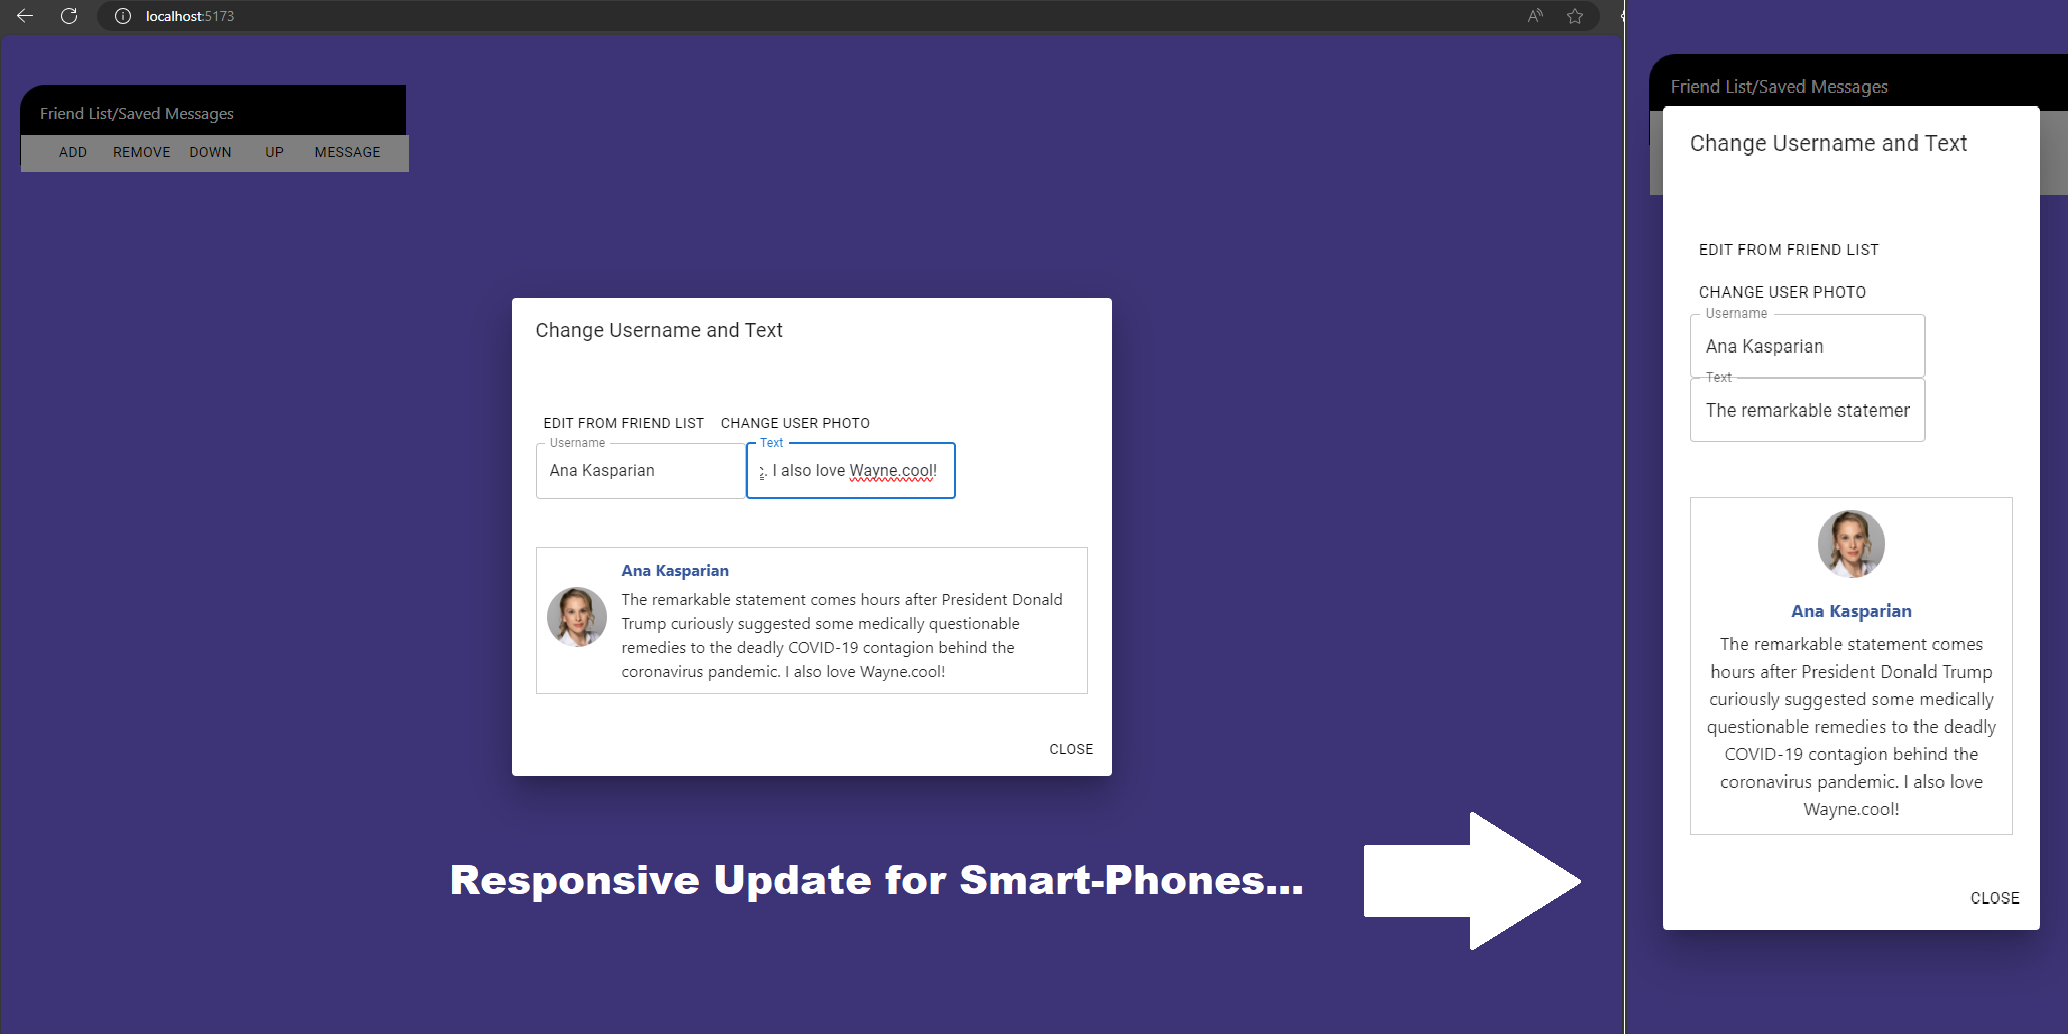 localhost:5173
Friend List/Saved Messages
ADD REMOVE DOWN UP MESSAGE
Change Username and Text
EDIT FROM FRIEND LIST CHANGE USER PHOTO
Username Text
Ana Kasparian . I also love Wayne.cool!
Ana Kasparian
The remarkable statement comes hours after President Donald
Trump curiously suggested some medically questionable
remedies to the deadly COVID-19 contagion behind the
coronavirus pandemic. I also love Wayne.cool!
CLOSE
Responsive Update for Smart-Phones...
Friend List/Saved Messages
Change Username and Text
EDIT FROM FRIEND LIST
CHANGE USER PHOTO
Username
Ana Kasparian
Text
The remarkable statemer
Ana Kasparian
The remarkable statement comes
hours after President Donald Trump
curiously suggested some medically
questionable remedies to the deadly
COVID-19 contagion behind the
coronavirus pandemic. I also love
Wayne.cool!
CLOSE